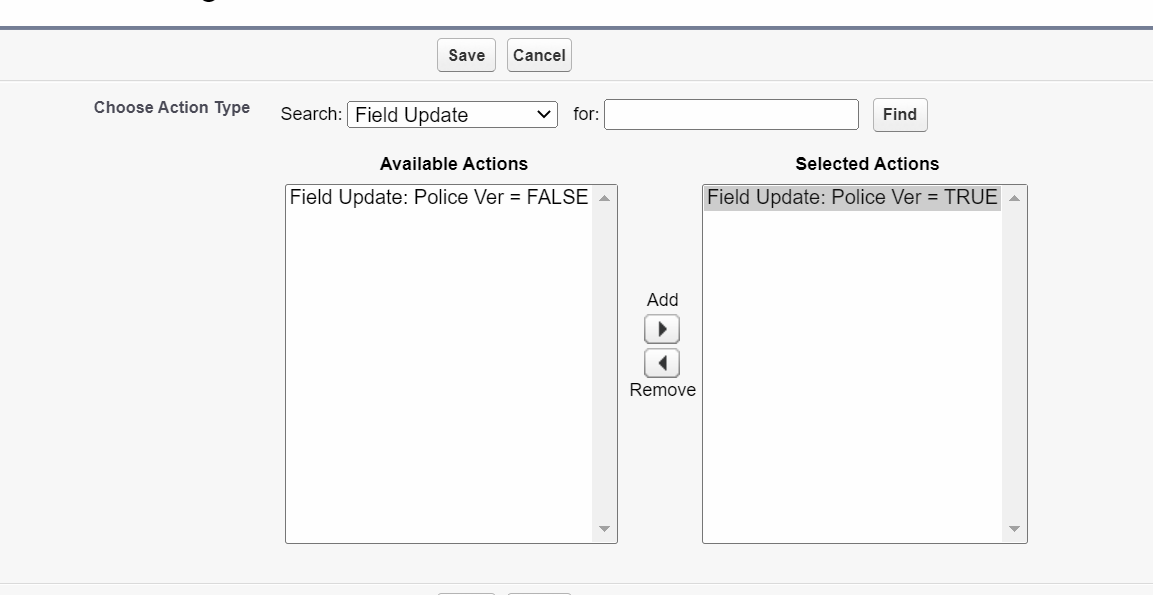 Save Cancel
Choose Action Type Search: Field Update for: Find
Available Actions Selected Actions
Field Update: Police Ver = FALSE Field Update: Police Ver = TRUE
Add
Remove